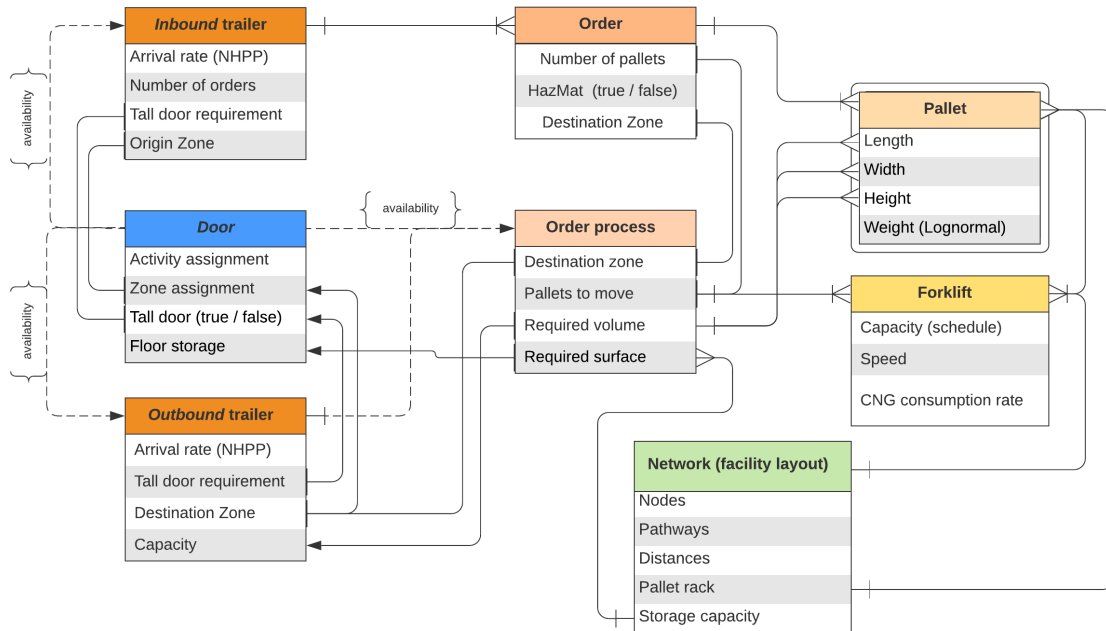 Inbound trailer
Arrival rate (NHPP)
Number of orders
Tall door requirement
Origin Zone
Order
Number of pallets
HazMat (true / false)
Destination Zone
Pallet
Length
Width
Height
Weight (Lognormal)
availability
availability
availability
Door
Activity assignment
Zone assignment
Tall door (true / false)
Floor storage
Order process
Destination zone
Pallets to move
Required volume
Required surface
Forklift
Capacity (schedule)
Speed
CNG consumption rate
Outbound trailer
Arrival rate (NHPP)
Tall door requirement
Destination Zone
Capacity
Network (facility layout)
Nodes
Pathways
Distances
Pallet rack
Storage capacity